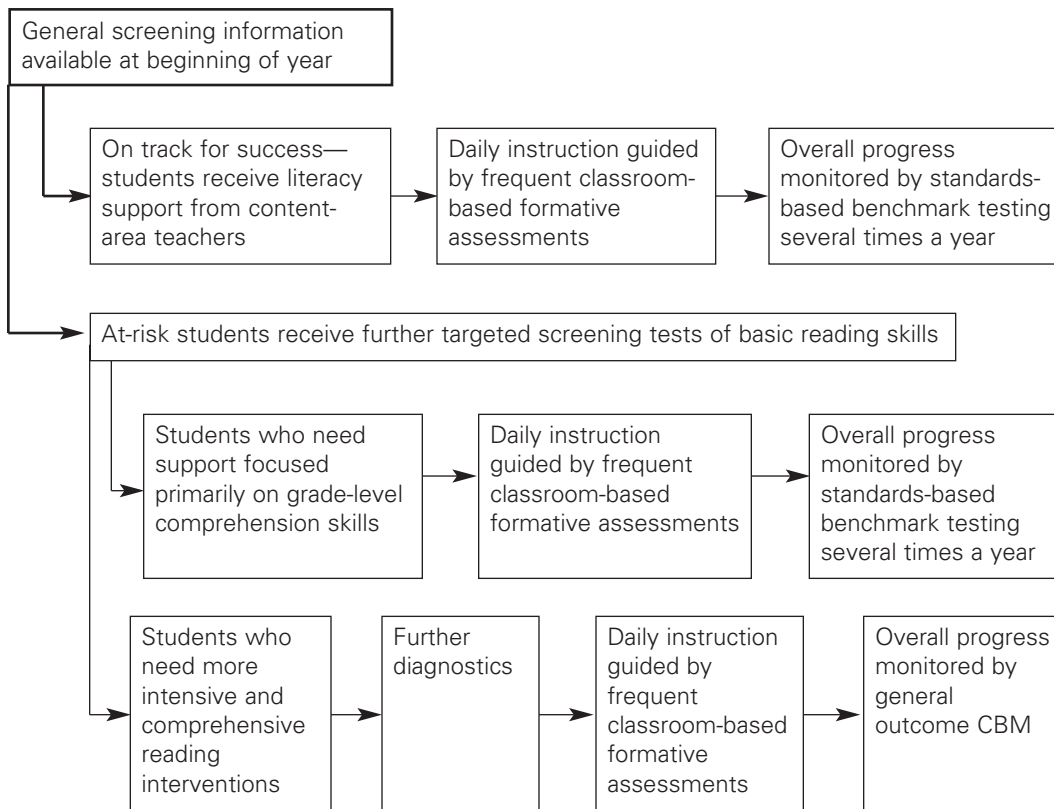 General screening information
available at beginning of year
On track for success—
students receive literacy
support from content-
area teachers
Daily instruction guided
by frequent classroom-
based formative
assessments
Overall progress
monitored by standards-
based benchmark testing
several times a year
At-risk students receive further targeted screening tests of basic reading skills
Students who need
support focused
primarily on grade-level
comprehension skills
Daily instruction
guided by frequent
classroom-based
formative assessments
Overall progress
monitored by
standards-based
benchmark testing
several times a year
Students who
need more
intensive and
comprehensive
reading
interventions
Further
diagnostics
Daily instruction
guided by
frequent
classroom-based
formative
assessments
Overall progress
monitored by
general
outcome CBM